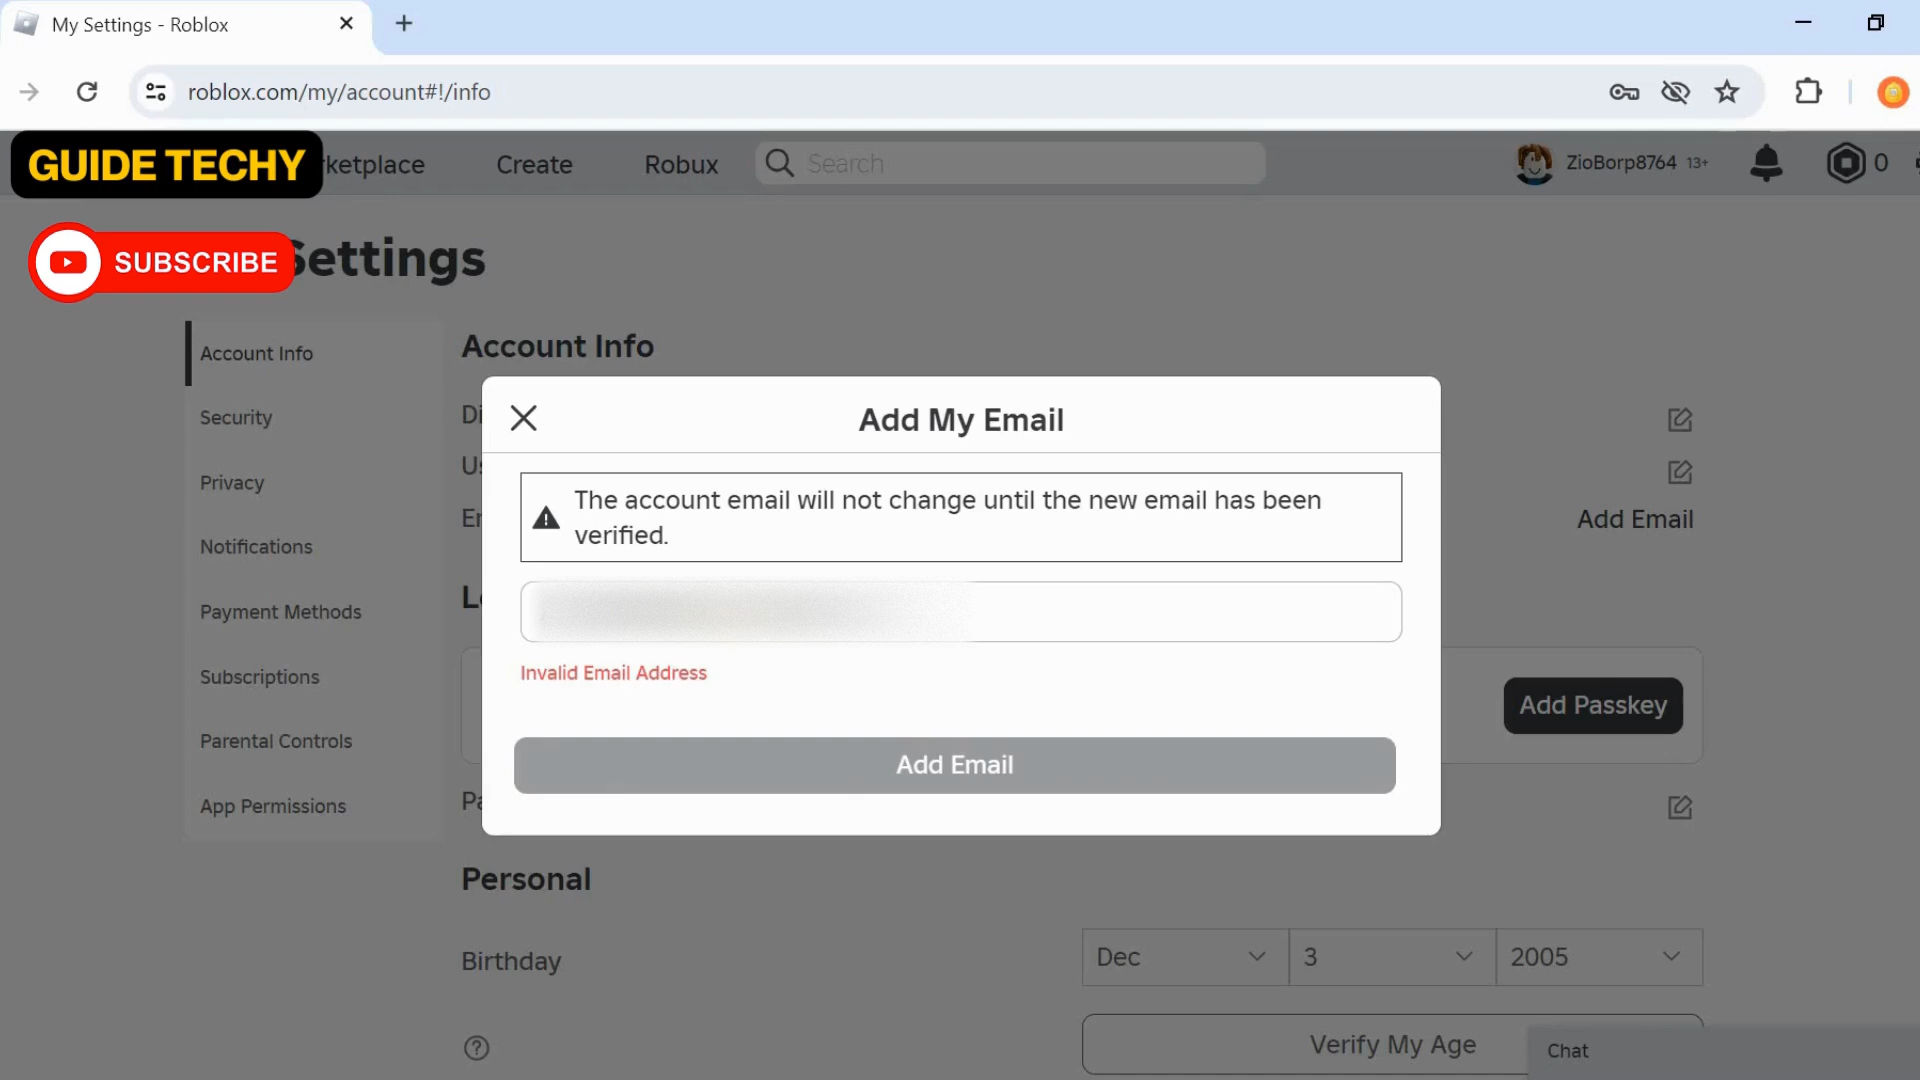 My Settings - Roblox
roblox.com/my/account#!/info
GUIDE TECHY
ketplace
Create
Robux
Search
ZioBorp8764 13+
0
SUBSCRIBE
Settings
Account Info
Security
Privacy
Notifications
Payment Methods
Subscriptions
Parental Controls
App Permissions
Account Info
Di
Add My Email
The account email will not change until the new email has been
verified.
Add Email
Invalid Email Address
Add Passkey
Add Email
Pa
Personal
Birthday
Dec
3
2005
Verify My Age
Chat